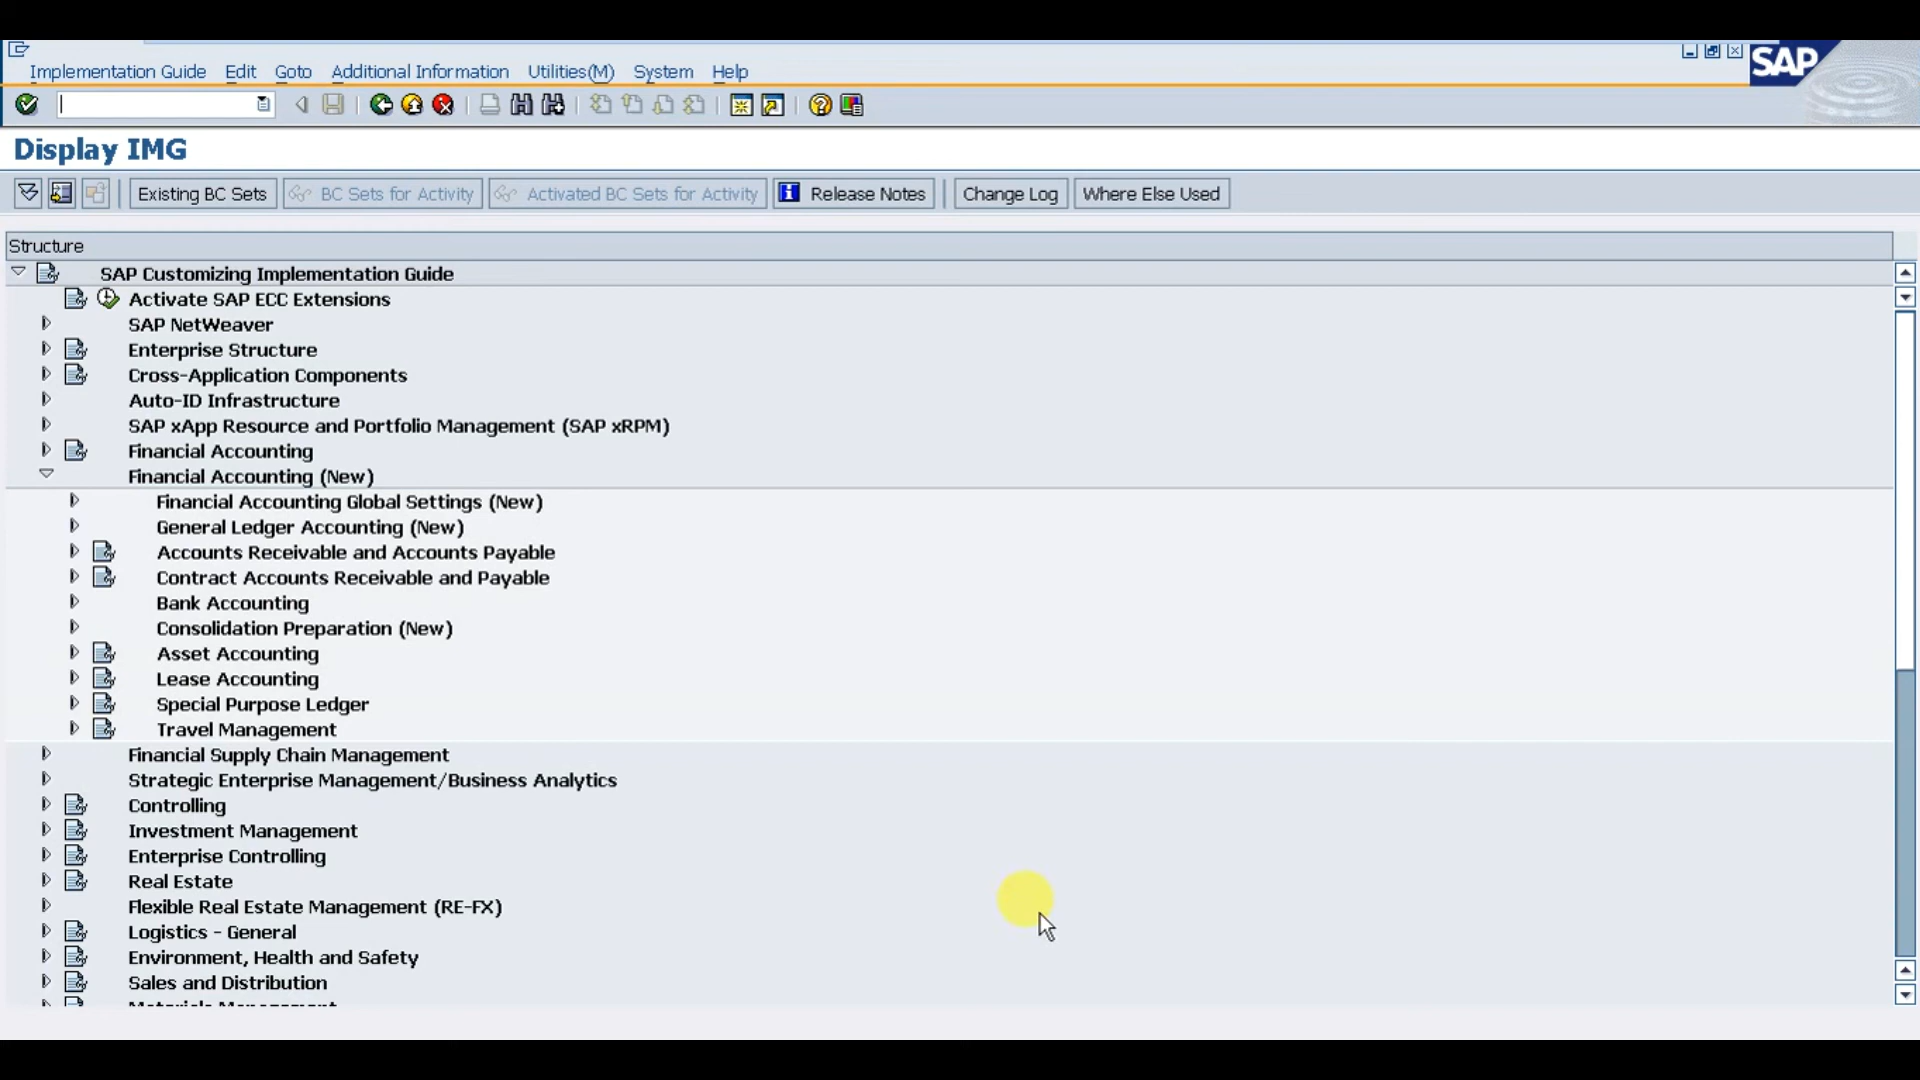 Implementation Guide Edit Goto Additional Information Utilities(M) System Help
SAP
Display IMG
Existing BC Sets BC Sets for Activity Activated BC Sets for Activity Release Notes Change Log Where Else Used
Structure
SAP Customizing Implementation Guide
Activate SAP ECC Extensions
SAP NetWeaver
Enterprise Structure
Cross-Application Components
Auto-ID Infrastructure
SAP xApp Resource and Portfolio Management (SAP xRPM)
Financial Accounting
Financial Accounting (New)
Financial Accounting Global Settings (New)
General Ledger Accounting (New)
Accounts Receivable and Accounts Payable
Contract Accounts Receivable and Payable
Bank Accounting
Consolidation Preparation (New)
Asset Accounting
Lease Accounting
Special Purpose Ledger
Travel Management
Financial Supply Chain Management
Strategic Enterprise Management/Business Analytics
Controlling
Investment Management
Enterprise Controlling
Real Estate
Flexible Real Estate Management (RE-FX)
Logistics - General
Environment, Health and Safety
Sales and Distribution
Materials Management